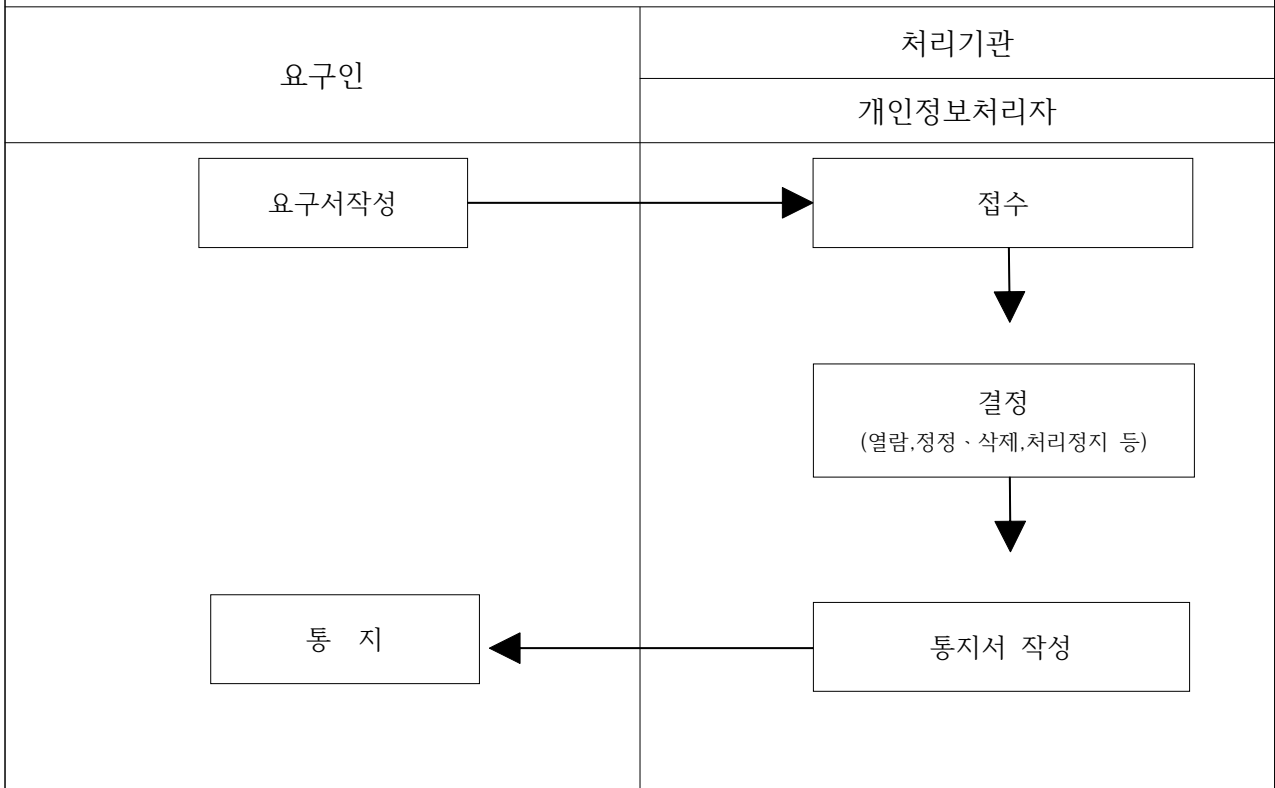 요구인
처리기관
개인정보처리자
요구서작성
접수
결정
(열람,정정ㆍ삭제,처리정지 등)
통 지
통지서 작성